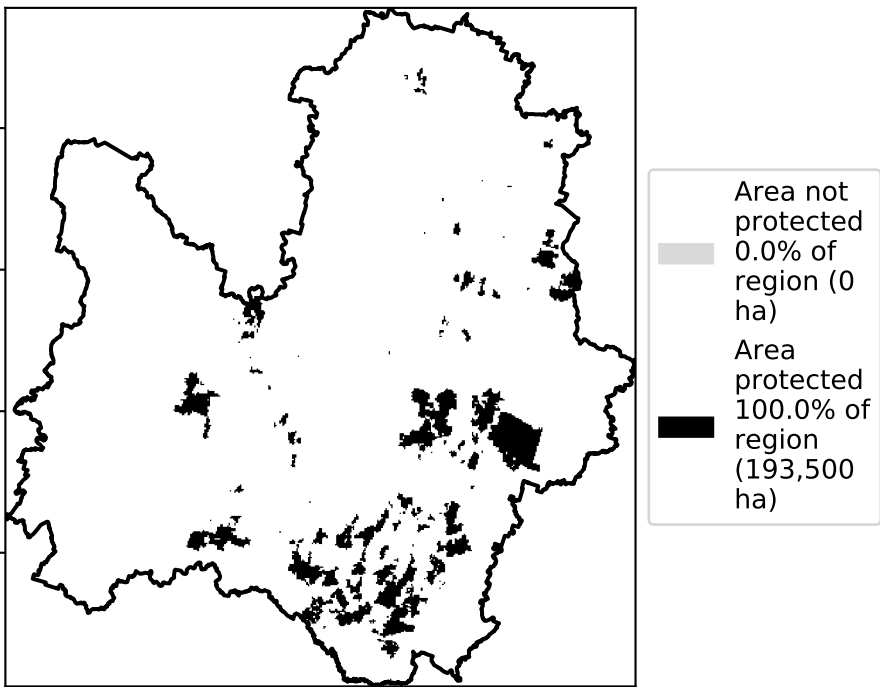 Area not
protected
0.0% of
region (0
ha)
Area
protected
100.0% of
region
(193,500
ha)